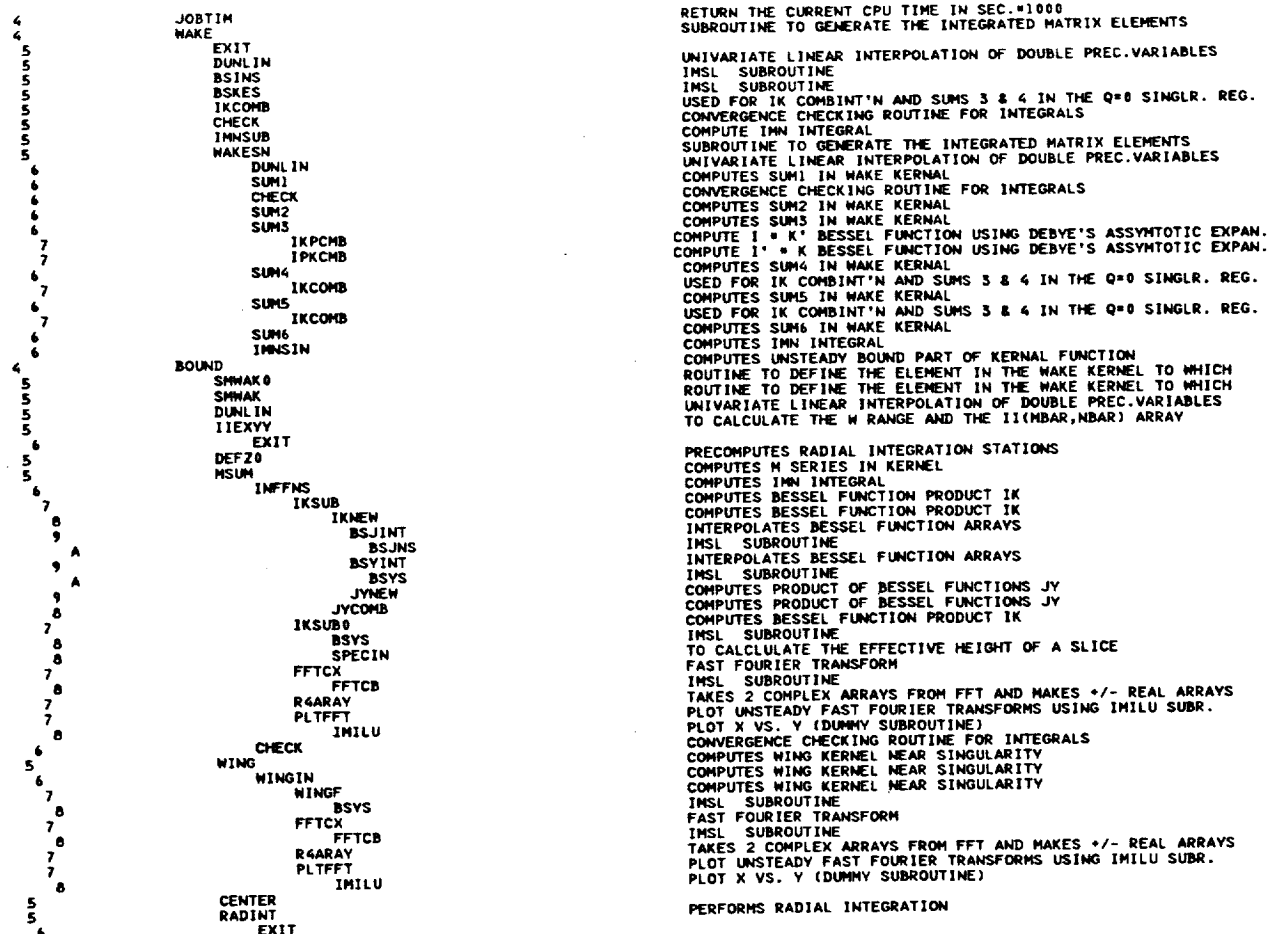 4 JOBTIM RETURN THE CURRENT CPU TIME IN SEC.*1000
4 WAKE SUBROUTINE TO GENERATE THE INTEGRATED MATRIX ELEMENTS
5 EXIT
5 DUNLIN UNIVARIATE LINEAR INTERPOLATION OF DOUBLE PREC.VARIABLES
5 BSINS IMSL SUBROUTINE
5 BSKES IMSL SUBROUTINE
5 IKCOMB USED FOR IK COMBINT'N AND SUMS 3 & 4 IN THE Q=0 SINGLR. REG.
5 CHECK CONVERGENCE CHECKING ROUTINE FOR INTEGRALS
5 IMNSUB COMPUTE IMN INTEGRAL
5 WAKESN SUBROUTINE TO GENERATE THE INTEGRATED MATRIX ELEMENTS
6 DUNLIN UNIVARIATE LINEAR INTERPOLATION OF DOUBLE PREC.VARIABLES
6 SUM1 COMPUTES SUM1 IN WAKE KERNAL
6 CHECK CONVERGENCE CHECKING ROUTINE FOR INTEGRALS
6 SUM2 COMPUTES SUM2 IN WAKE KERNAL
6 SUM3 COMPUTES SUM3 IN WAKE KERNAL
7 IKPCMB COMPUTE I * K' BESSEL FUNCTION USING DEBYE'S ASSYMTOTIC EXPAN.
7 IPKCMB COMPUTE I' * K BESSEL FUNCTION USING DEBYE'S ASSYMTOTIC EXPAN.
6 SUM4 COMPUTES SUM4 IN WAKE KERNAL
7 IKCOMB USED FOR IK COMBINT'N AND SUMS 3 & 4 IN THE Q=0 SINGLR. REG.
6 SUM5 COMPUTES SUM5 IN WAKE KERNAL
7 IKCOMB USED FOR IK COMBINT'N AND SUMS 3 & 4 IN THE Q=0 SINGLR. REG.
6 SUM6 COMPUTES SUM6 IN WAKE KERNAL
6 IMNSIN COMPUTES IMN INTEGRAL
4 BOUND COMPUTES UNSTEADY BOUND PART OF KERNAL FUNCTION
5 SMWAK0 ROUTINE TO DEFINE THE ELEMENT IN THE WAKE KERNEL TO WHICH
5 SMWAK ROUTINE TO DEFINE THE ELEMENT IN THE WAKE KERNEL TO WHICH
5 DUNLIN UNIVARIATE LINEAR INTERPOLATION OF DOUBLE PREC.VARIABLES
5 IIEXYY TO CALCULATE THE W RANGE AND THE II(MBAR,NBAR) ARRAY
6 EXIT
5 DEFZ0 PRECOMPUTES RADIAL INTEGRATION STATIONS
5 MSUM COMPUTES M SERIES IN KERNEL
6 INFFNS COMPUTES IMN INTEGRAL
7 IKSUB COMPUTES BESSEL FUNCTION PRODUCT IK
8 IKNEW COMPUTES BESSEL FUNCTION PRODUCT IK
9 BSJINT INTERPOLATES BESSEL FUNCTION ARRAYS
A BSJNS IMSL SUBROUTINE
9 BSYINT INTERPOLATES BESSEL FUNCTION ARRAYS
A BSYS IMSL SUBROUTINE
9 JYNEW COMPUTES PRODUCT OF BESSEL FUNCTIONS JY
8 JYCOMB COMPUTES PRODUCT OF BESSEL FUNCTIONS JY
7 IKSUB0 COMPUTES BESSEL FUNCTION PRODUCT IK
8 BSYS IMSL SUBROUTINE
8 SPECIN TO CALCLULATE THE EFFECTIVE HEIGHT OF A SLICE
7 FFTCX FAST FOURIER TRANSFORM
8 FFTCB IMSL SUBROUTINE
7 R4ARAY TAKES 2 COMPLEX ARRAYS FROM FFT AND MAKES +/- REAL ARRAYS
7 PLTFFT PLOT UNSTEADY FAST FOURIER TRANSFORMS USING IMILU SUBR.
8 IMILU PLOT X VS. Y (DUMMY SUBROUTINE)
6 CHECK CONVERGENCE CHECKING ROUTINE FOR INTEGRALS
5 WING COMPUTES WING KERNEL NEAR SINGULARITY
6 WINGIN COMPUTES WING KERNEL NEAR SINGULARITY
7 WINGF COMPUTES WING KERNEL NEAR SINGULARITY
8 BSYS IMSL SUBROUTINE
7 FFTCX FAST FOURIER TRANSFORM
8 FFTCB IMSL SUBROUTINE
7 R4ARAY TAKES 2 COMPLEX ARRAYS FROM FFT AND MAKES +/- REAL ARRAYS
7 PLTFFT PLOT UNSTEADY FAST FOURIER TRANSFORMS USING IMILU SUBR.
8 IMILU PLOT X VS. Y (DUMMY SUBROUTINE)
5 CENTER
5 RADINT PERFORMS RADIAL INTEGRATION
6 EXIT